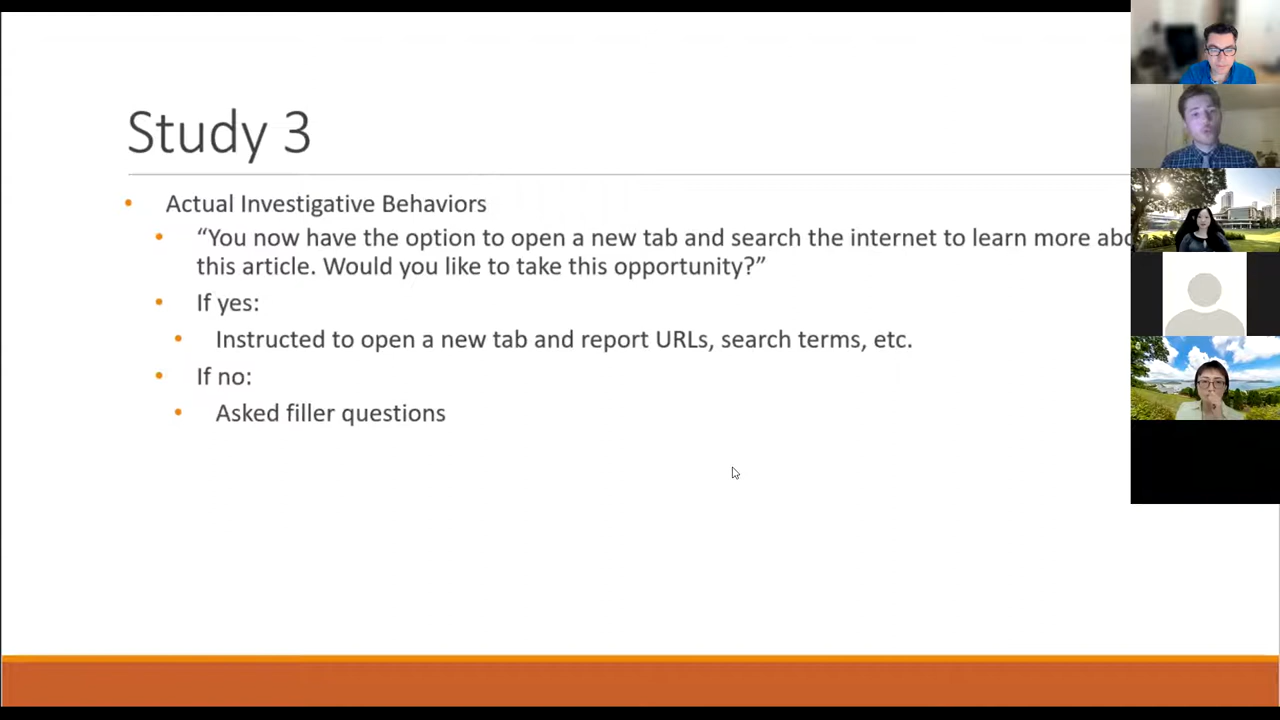 Study 3
• Actual Investigative Behaviors
• “You now have the option to open a new tab and search the internet to learn more
this article. Would you like to take this opportunity?”
• If yes:
• Instructed to open a new tab and report URLs, search terms, etc.
• If no:
• Asked filler questions